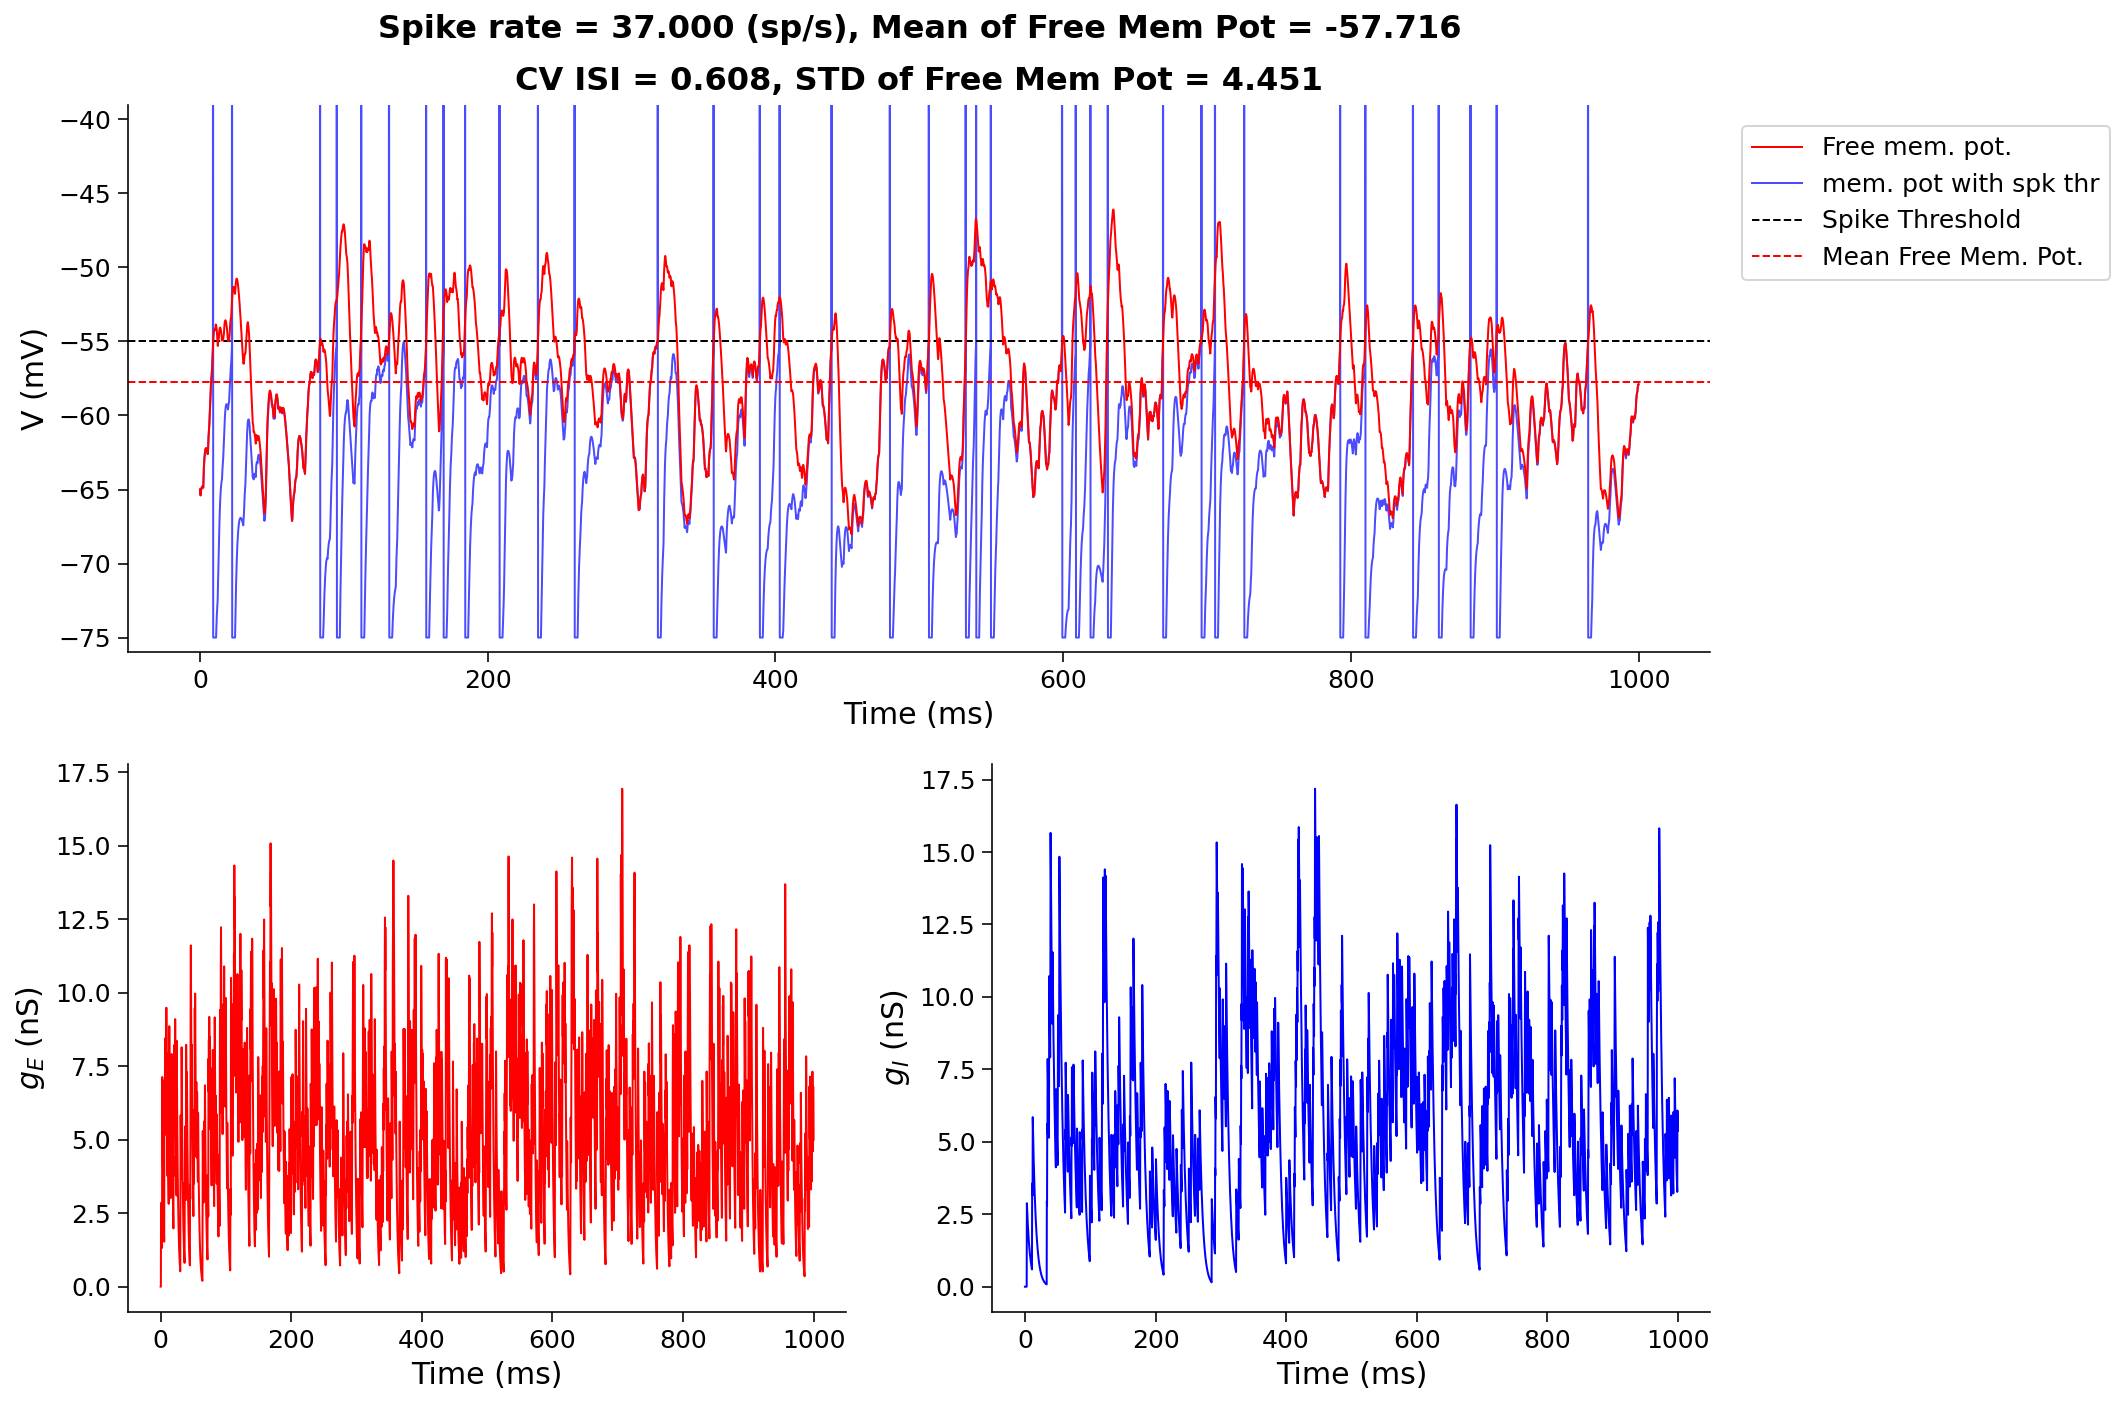 Spike rate = 37.000 (sp/s), Mean of Free Mem Pot = -57.716
CV ISI = 0.608, STD of Free Mem Pot = 4.451
−40
−45
−50
−55
−60
−65
−70
−75
V (mV)
0 200 400 600 800 1000
Time (ms)
Free mem. pot.
mem. pot with spk thr
Spike Threshold
Mean Free Mem. Pot.
17.5
15.0
12.5
10.0
7.5
5.0
2.5
0.0
g_E (nS)
0 200 400 600 800 1000
Time (ms)
17.5
15.0
12.5
10.0
7.5
5.0
2.5
0.0
g_I (nS)
0 200 400 600 800 1000
Time (ms)